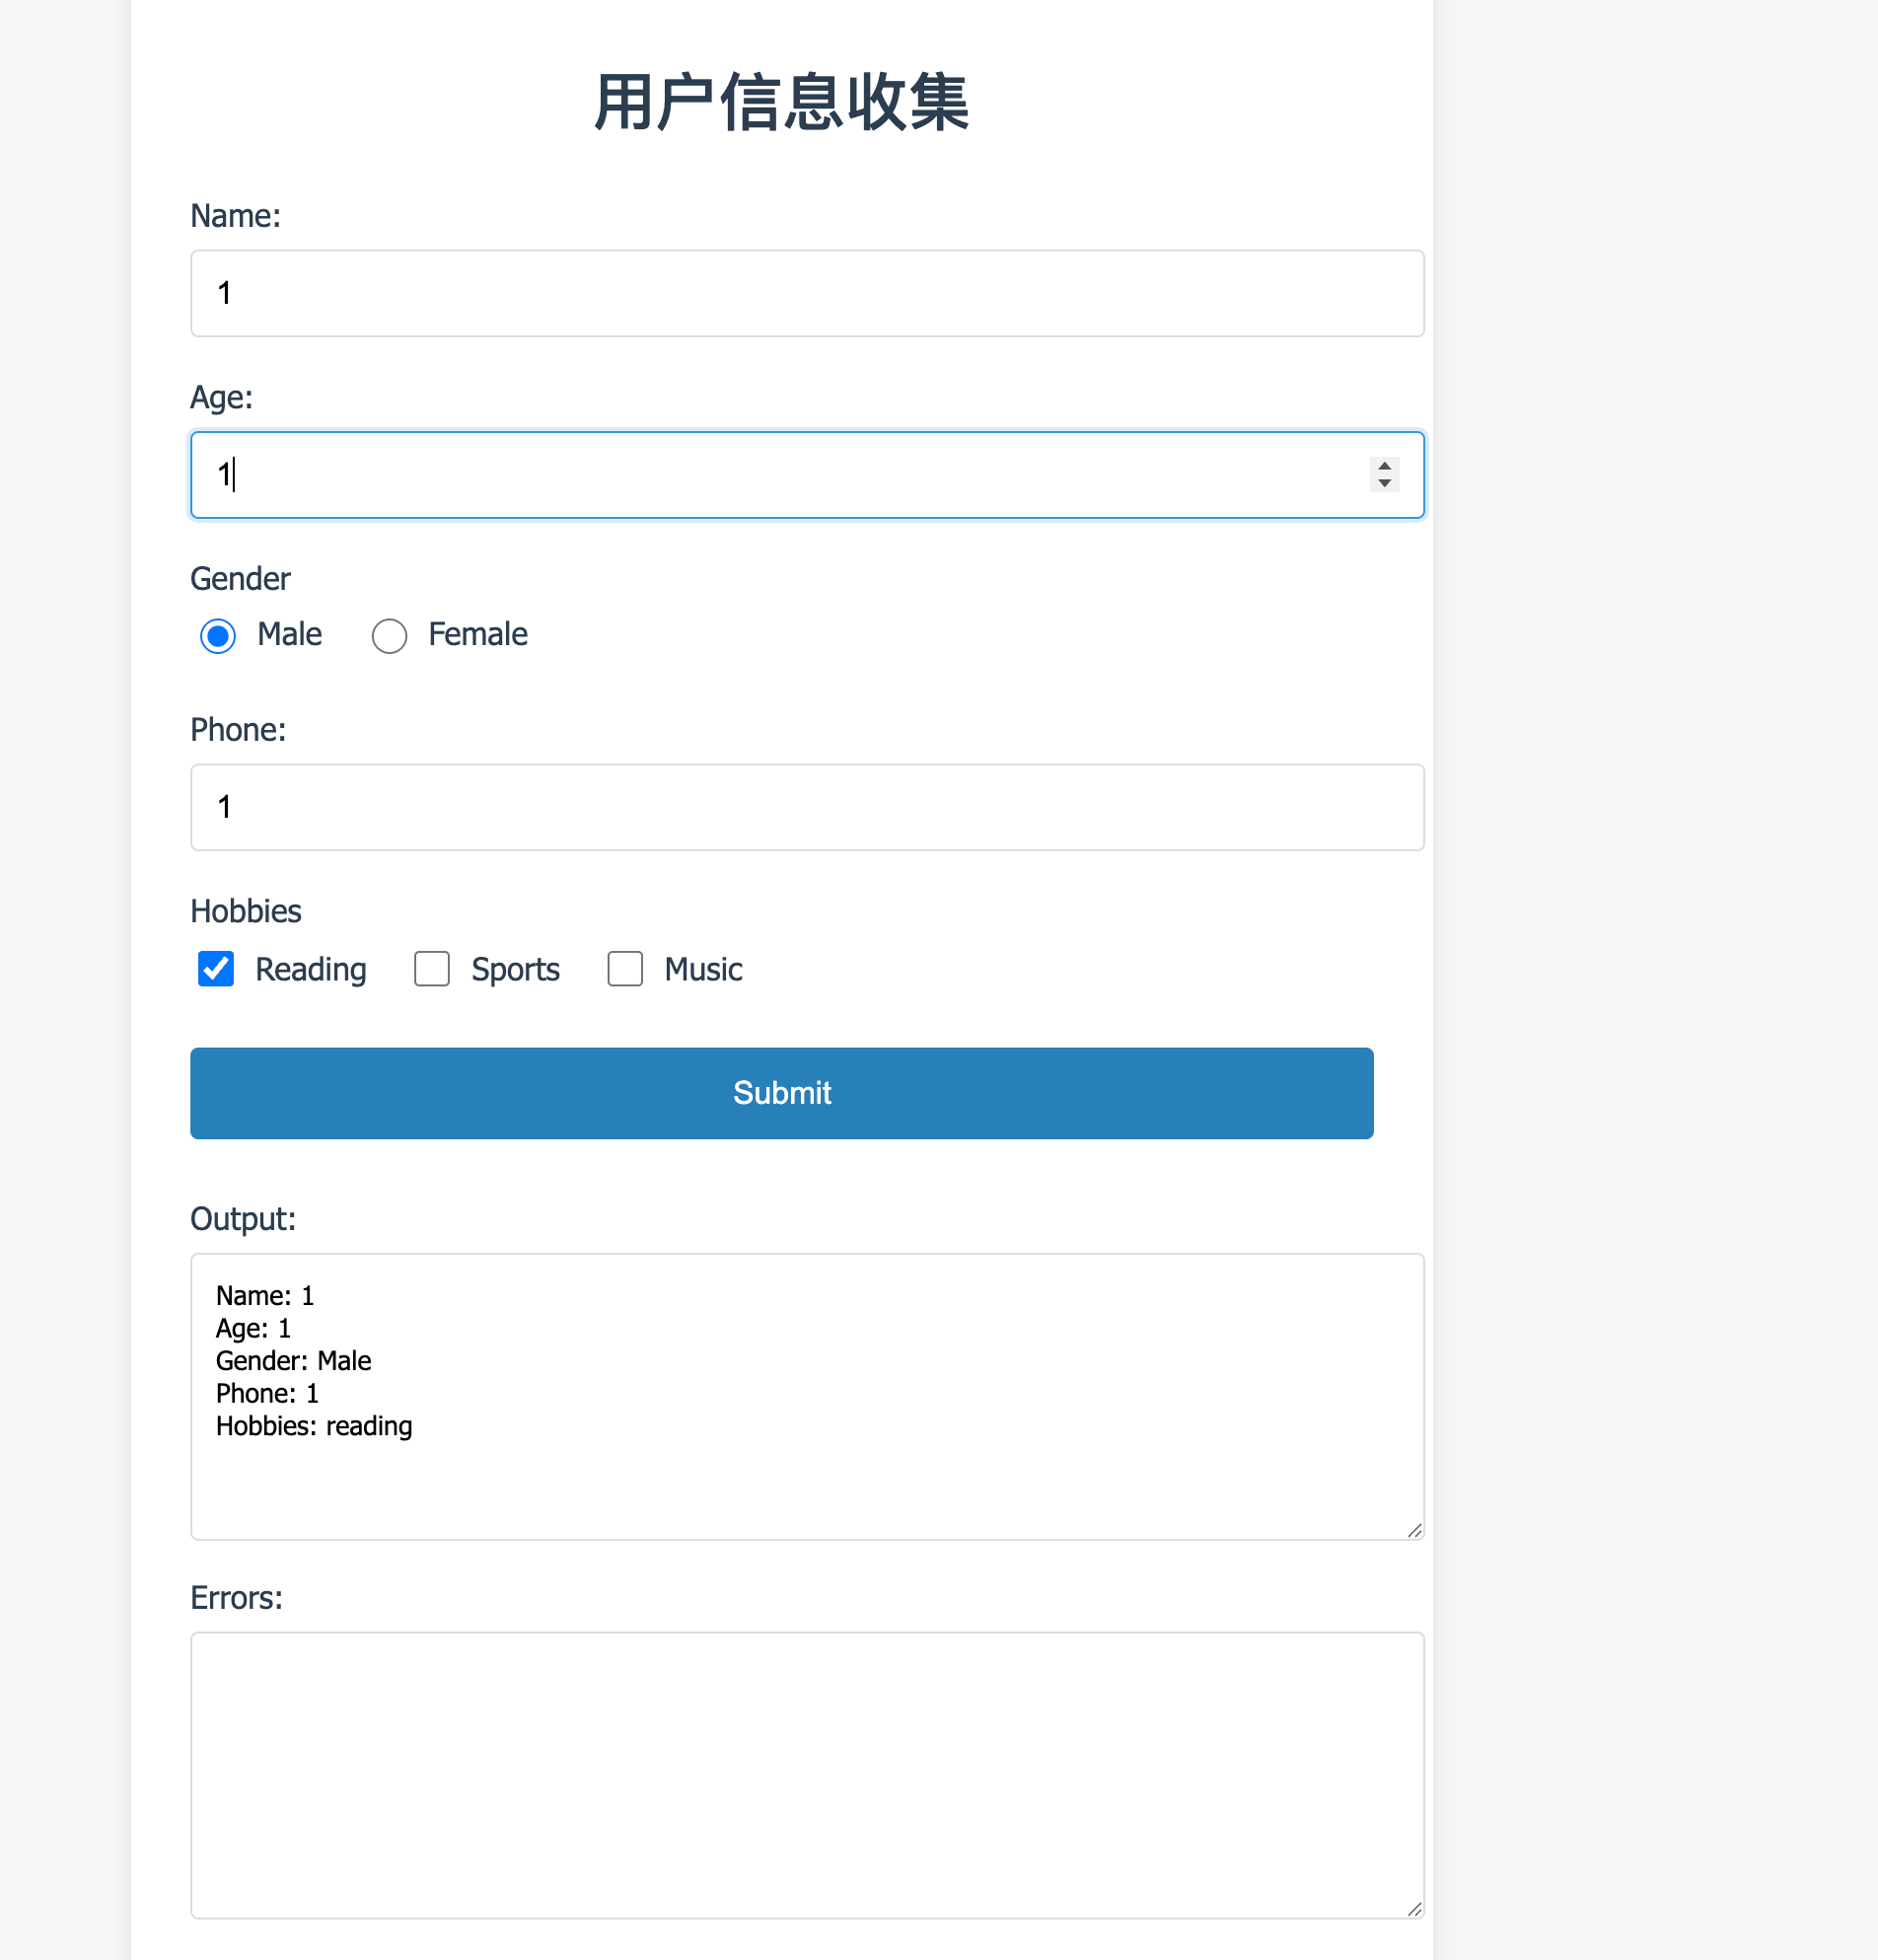 用户信息收集
Name:
1
Age:
1
Gender
Male Female
Phone:
1
Hobbies
Reading Sports Music
Submit
Output:
Name: 1
Age: 1
Gender: Male
Phone: 1
Hobbies: reading
Errors: